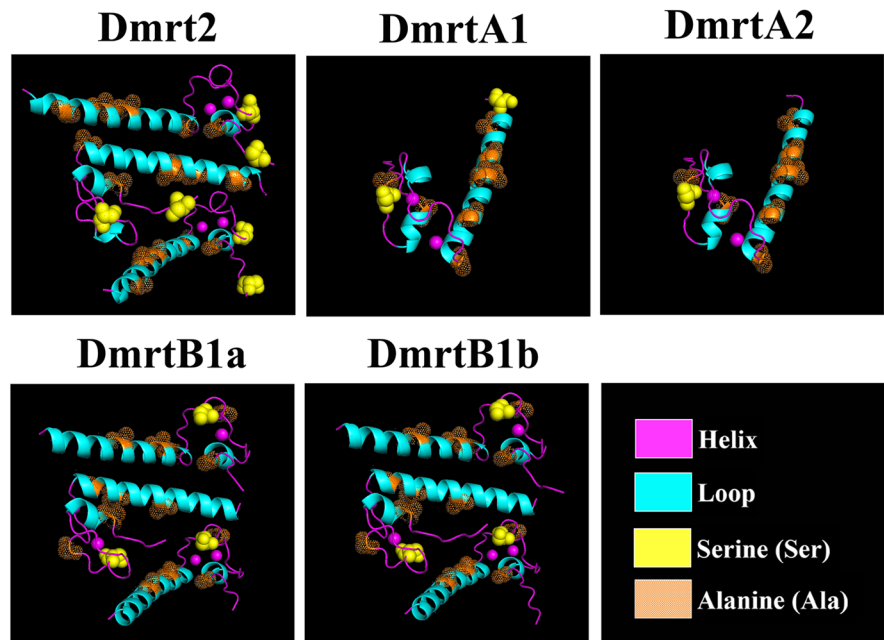 Dmrt2
DmrtA1
DmrtA2
DmrtB1a
DmrtB1b
Helix
Loop
Serine (Ser)
Alanine (Ala)